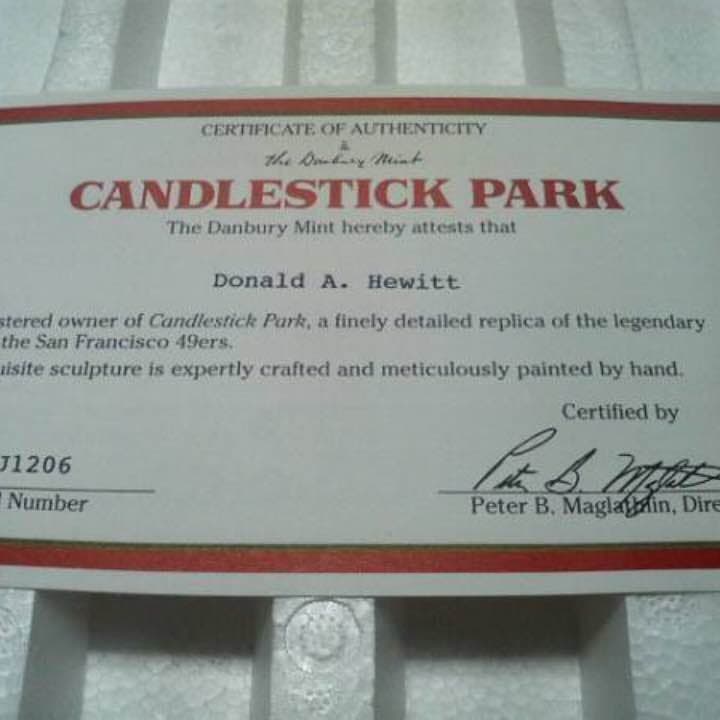 CERTIFICATE OF AUTHENTICITY
The Danbury Mint
CANDLESTICK PARK
The Danbury Mint hereby attests that
Donald A. Hewitt
stered owner of Candlestick Park, a finely detailed replica of the legendary
the San Francisco 49ers.
uisite sculpture is expertly crafted and meticulously painted by hand.
Certified by
J1206
Peter B. Maglathlin
l Number
Peter B. Maglathlin, Dire